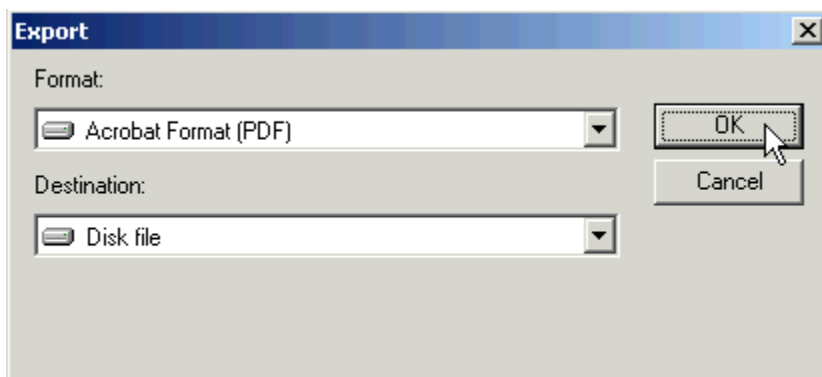 Export
Format:
Acrobat Format (PDF)
OK
Destination:
Cancel
Disk file